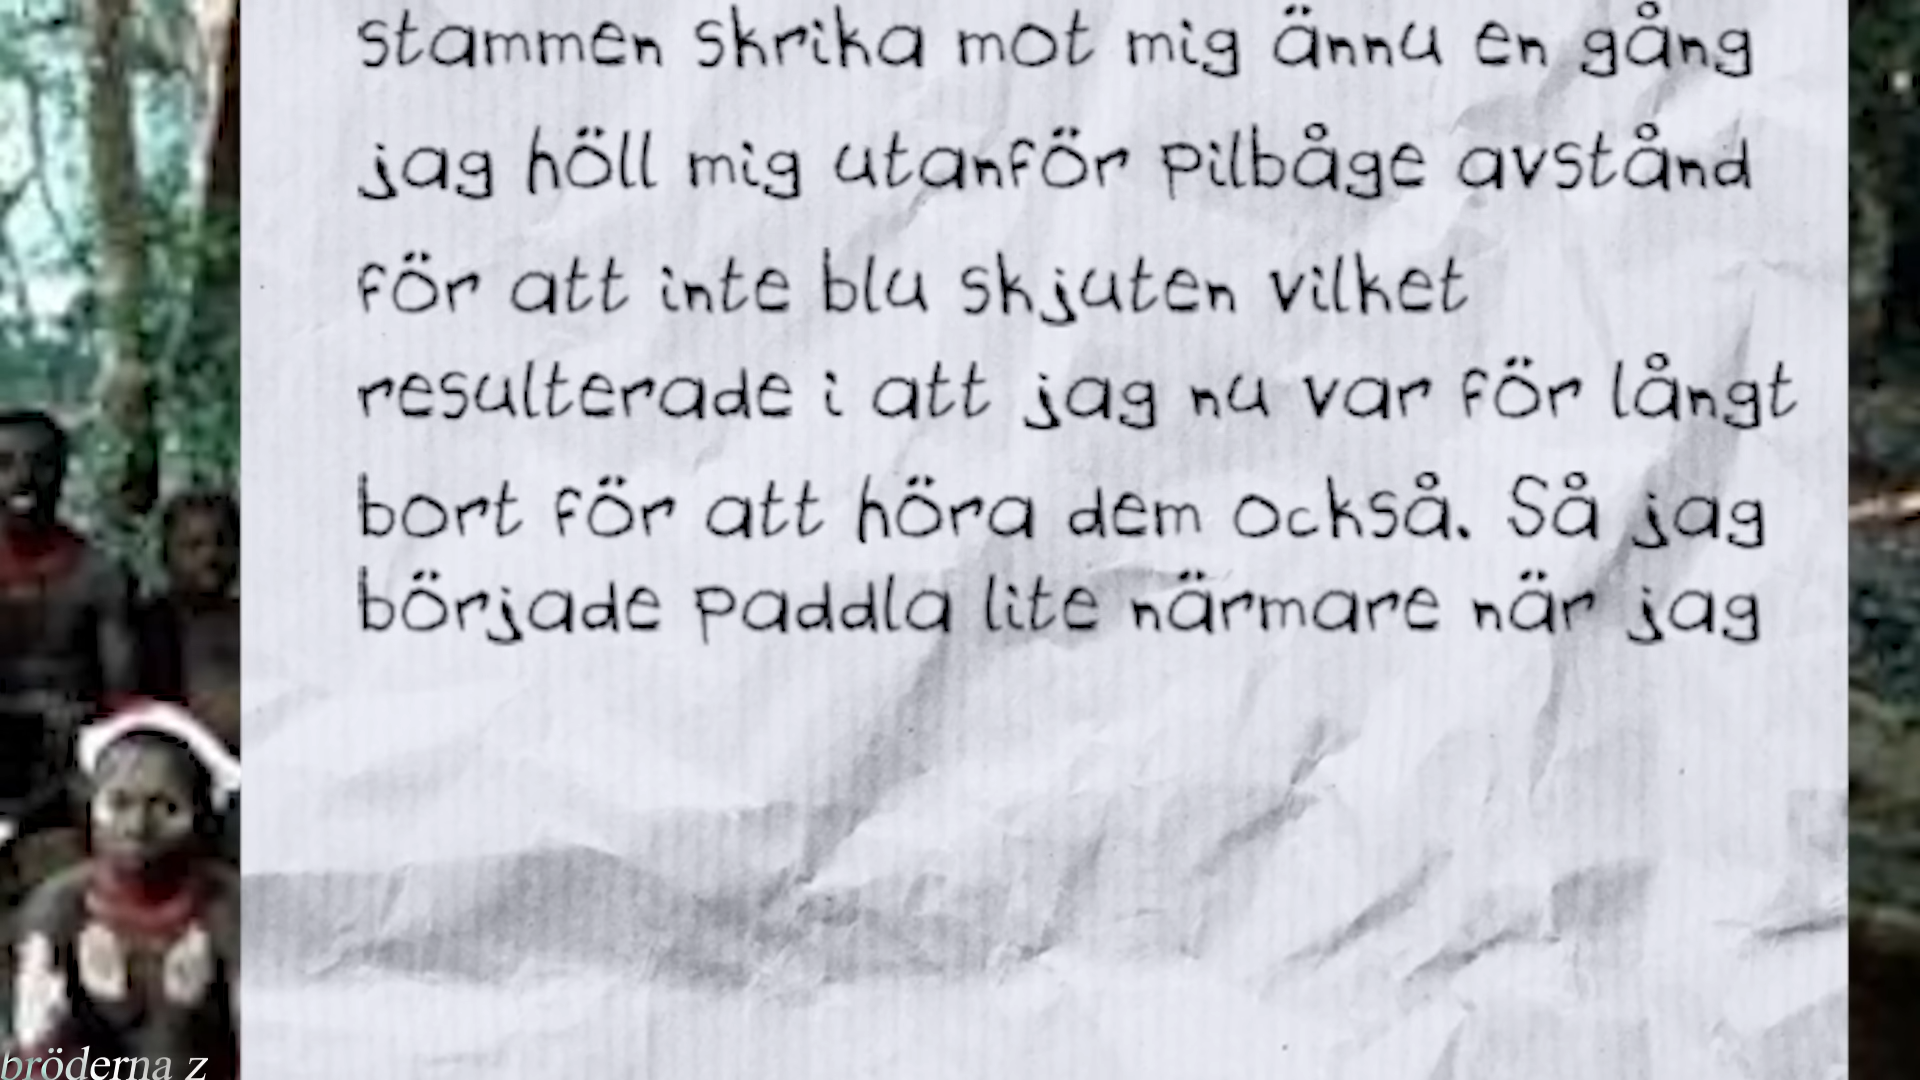 stammen skrika mot mig ännu en gång
jag höll mig utanför pilbåge avstånd
för att inte blu skjuten vilket
resulterade i att jag nu var för långt
bort för att höra dem också. Så jag
började paddla lite närmare när jag
bröderna z